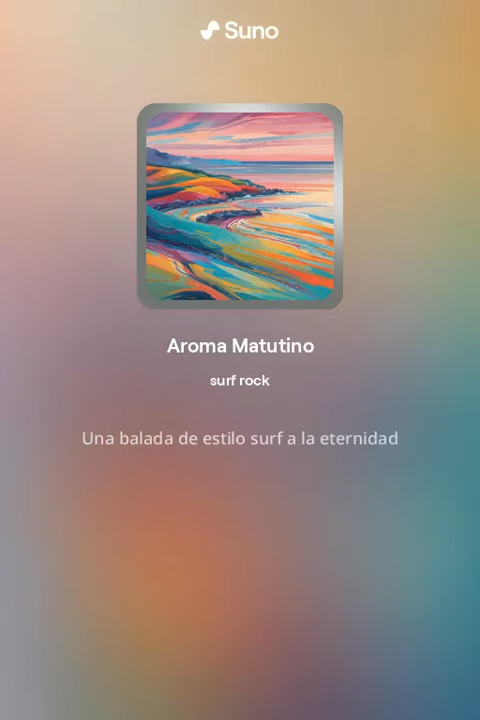 Suno
Aroma Matutino
surf rock
Una balada de estilo surf a la eternidad